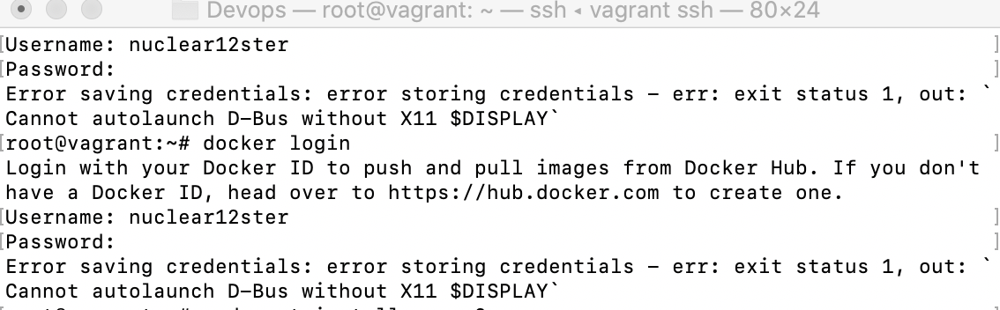 Devops — root@vagrant: ~ — ssh ◂ vagrant ssh — 80×24
[Username: nuclear12ster ]
[Password: ]
Error saving credentials: error storing credentials - err: exit status 1, out: `
Cannot autolaunch D-Bus without X11 $DISPLAY`
[root@vagrant:~# docker login ]
Login with your Docker ID to push and pull images from Docker Hub. If you don't
have a Docker ID, head over to https://hub.docker.com to create one.
[Username: nuclear12ster ]
[Password: ]
Error saving credentials: error storing credentials - err: exit status 1, out: `
Cannot autolaunch D-Bus without X11 $DISPLAY`